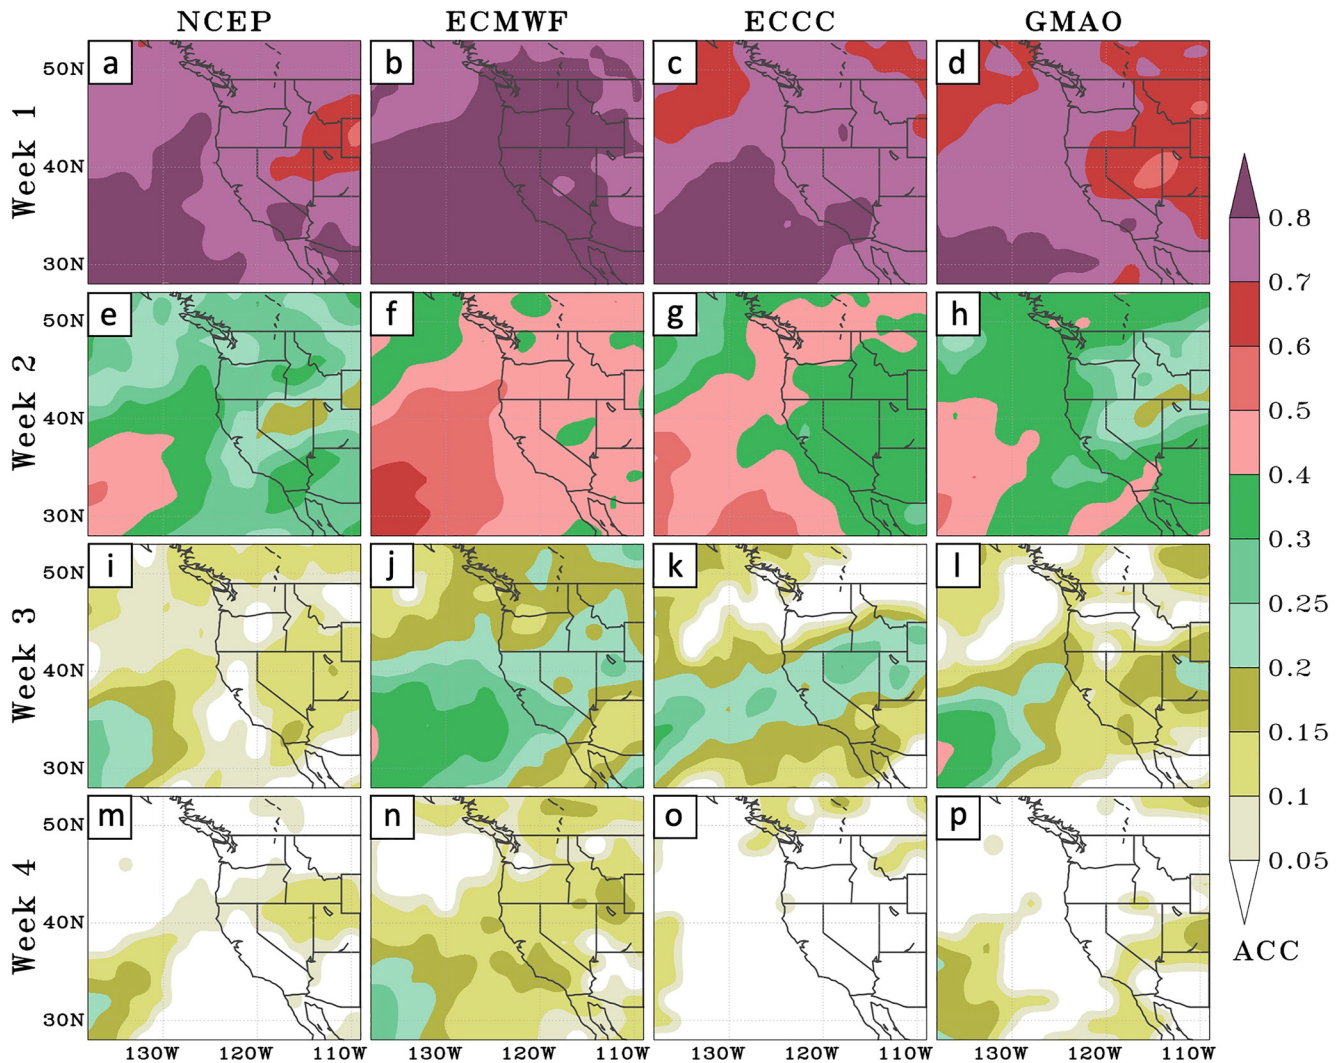 NCEP ECMWF ECCC GMAO
Week 1
a b c d
50N
40N
30N
Week 2
e f g h
50N
40N
30N
Week 3
i j k l
50N
40N
30N
Week 4
m n o p
50N
40N
30N
130W 120W 110W 130W 120W 110W 130W 120W 110W 130W 120W 110W
0.8
0.7
0.6
0.5
0.4
0.3
0.25
0.2
0.15
0.1
0.05
ACC